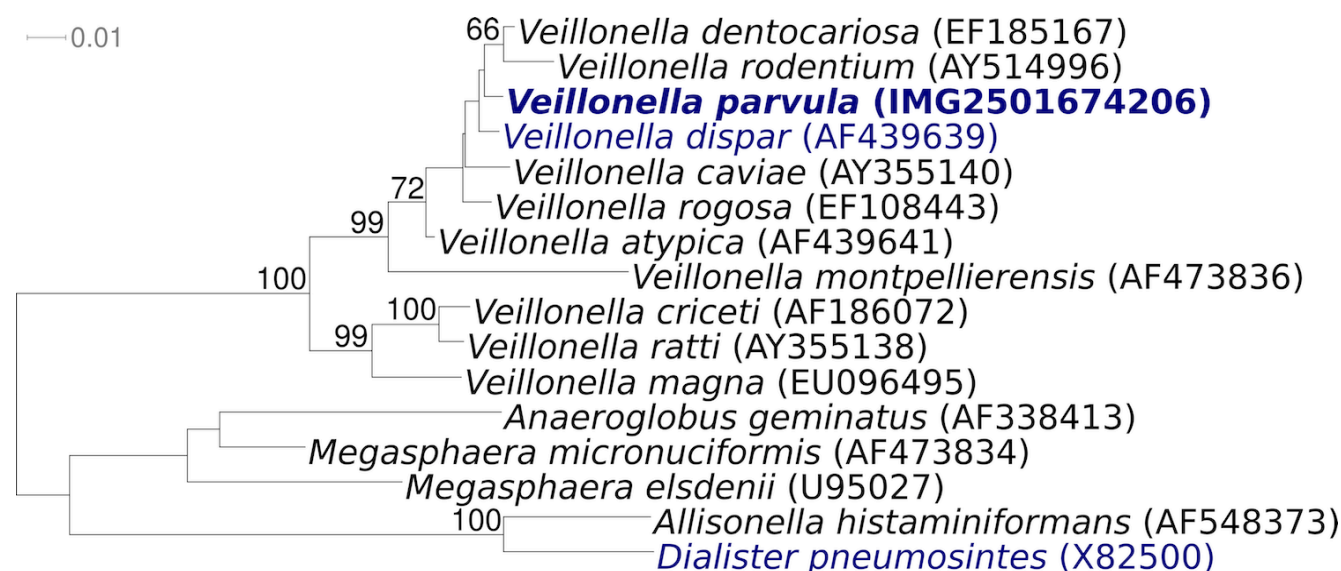 0.01
66 Veillonella dentocariosa (EF185167)
Veillonella rodentium (AY514996)
Veillonella parvula (IMG2501674206)
Veillonella dispar (AF439639)
Veillonella caviae (AY355140)
72
Veillonella rogosa (EF108443)
99
Veillonella atypica (AF439641)
100
Veillonella montpellierensis (AF473836)
100 Veillonella criceti (AF186072)
99
Veillonella ratti (AY355138)
Veillonella magna (EU096495)
Anaeroglobus geminatus (AF338413)
Megasphaera micronuciformis (AF473834)
Megasphaera elsdenii (U95027)
100 Allisonella histaminiformans (AF548373)
Dialister pneumosintes (X82500)